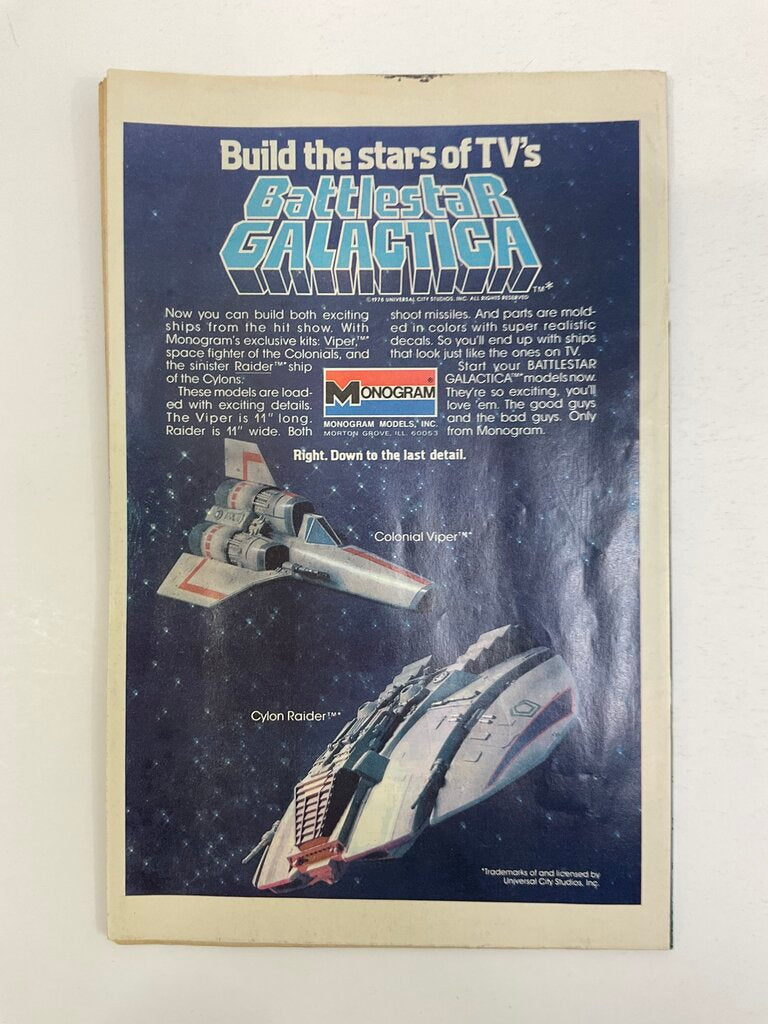 Build the stars of TV's
Battlestar
GALACTICA™*
©1978 UNIVERSAL CITY STUDIOS, INC. ALL RIGHTS RESERVED
Now you can build both exciting
ships from the hit show. With
Monogram's exclusive kits: Viper,™*
space fighter of the Colonials, and
the sinister Raider™* ship
of the Cylons.
These models are load-
ed with exciting details.
The Viper is 11" long.
Raider is 11" wide. Both
shoot missiles. And parts are mold-
ed in colors with super realistic
decals. So you'll end up with ships
that look just like the ones on TV.
Start your BATTLESTAR
GALACTICA™* models now.
They're so exciting, you'll
love 'em. The good guys
and the bad guys. Only
from Monogram.
MONOGRAM®
MONOGRAM MODELS, INC.
MORTON GROVE, ILL. 60053
Right. Down to the last detail.
Colonial Viper™*
Cylon Raider™*
*Trademarks of and licensed by
Universal City Studios, Inc.